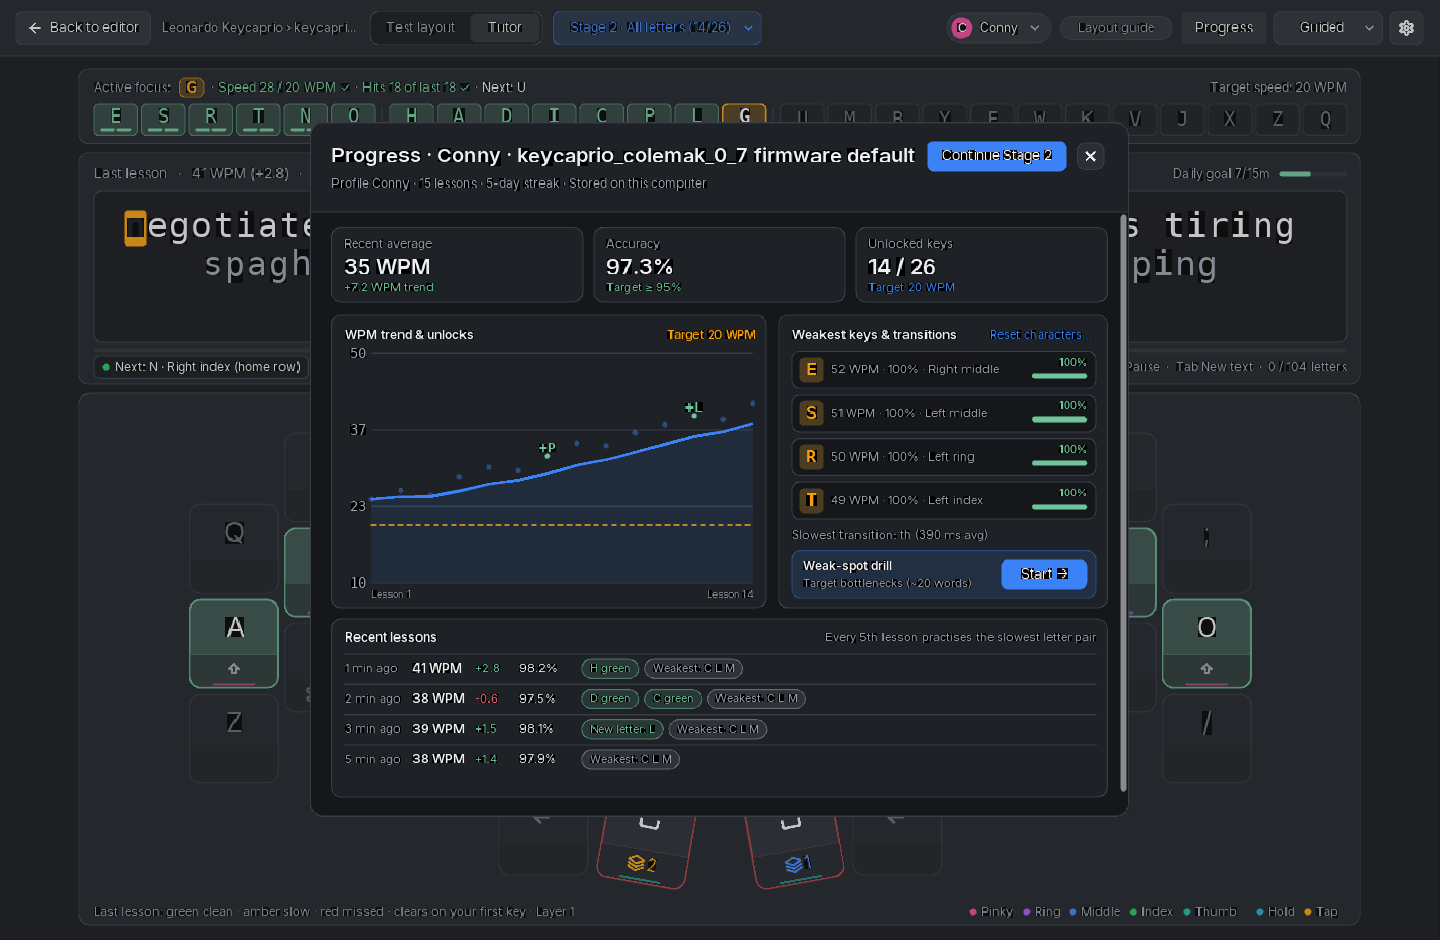 Back to editor
Leonardo Keycaprio › keycapri...
Test layout
Tutor
Stage 2 · All letters (14/26)
C Conny
Layout guide
Progress
Guided
Active focus: G · Speed 28 / 20 WPM ✓ · Hits 18 of last 18 ✓ · Next: U
Target speed: 20 WPM
E S R T N O H A D I C P L G U M B Y F W K V J X Z Q
Last lesson · 41 WPM (+2.8) ·
Daily goal 7/15m
negotiate
s tiring
spagh
ping
Next: N · Right index (home row)
Pause · Tab New text · 0 / 104 letters
Progress · Conny · keycaprio_colemak_0_7 firmware default
Continue Stage 2
Profile Conny · 15 lessons · 5-day streak · Stored on this computer
Recent average
35 WPM
+7.2 WPM trend
Accuracy
97.3%
Target ≥ 95%
Unlocked keys
14 / 26
Target 20 WPM
WPM trend & unlocks
Target 20 WPM
50
37
23
10
+P
+L
Lesson 1
Lesson 14
Weakest keys & transitions
Reset characters...
E 52 WPM · 100% · Right middle 100%
S 51 WPM · 100% · Left middle 100%
R 50 WPM · 100% · Left ring 100%
T 49 WPM · 100% · Left index 100%
Slowest transition: th (390 ms avg)
Weak-spot drill
Target bottlenecks (~20 words)
Start →
Recent lessons
Every 5th lesson practises the slowest letter pair
1 min ago 41 WPM +2.8 98.2% H green Weakest: C L M
2 min ago 38 WPM -0.6 97.5% D green C green Weakest: C L M
3 min ago 39 WPM +1.5 98.1% New letter: L Weakest: C L M
5 min ago 38 WPM +1.4 97.9% Weakest: C L M
Q
;
A
O
Z
/
2
1
Last lesson: green clean · amber slow · red missed · clears on your first key · Layer 1
Pinky Ring Middle Index Thumb Hold Tap